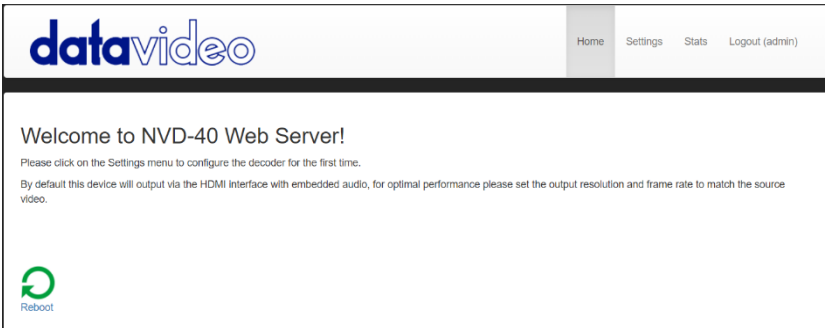 datavideo
Home Settings Stats Logout (admin)
Welcome to NVD-40 Web Server!
Please click on the Settings menu to configure the decoder for the first time.
By default this device will output via the HDMI interface with embedded audio, for optimal performance please set the output resolution and frame rate to match the source
video.
Reboot